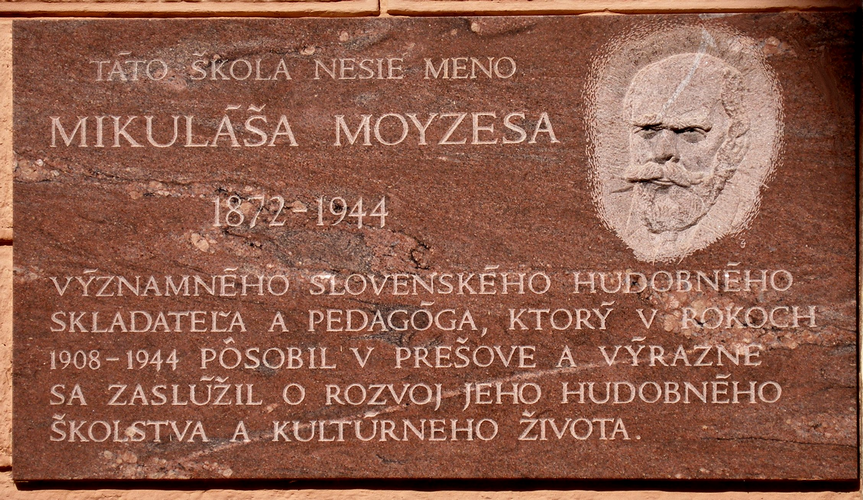 TÁTO ŠKOLA NESIE MENO
MIKULÁŠA MOYZESA
1872-1944
VÝZNAMNÉHO SLOVENSKÉHO HUDOBNÉHO
SKLADATEĽA A PEDAGÓGA, KTORÝ V ROKOCH
1908-1944 PÔSOBIL V PREŠOVE A VÝRAZNE
SA ZASLÚŽIL O ROZVOJ JEHO HUDOBNÉHO
ŠKOLSTVA A KULTÚRNEHO ŽIVOTA.